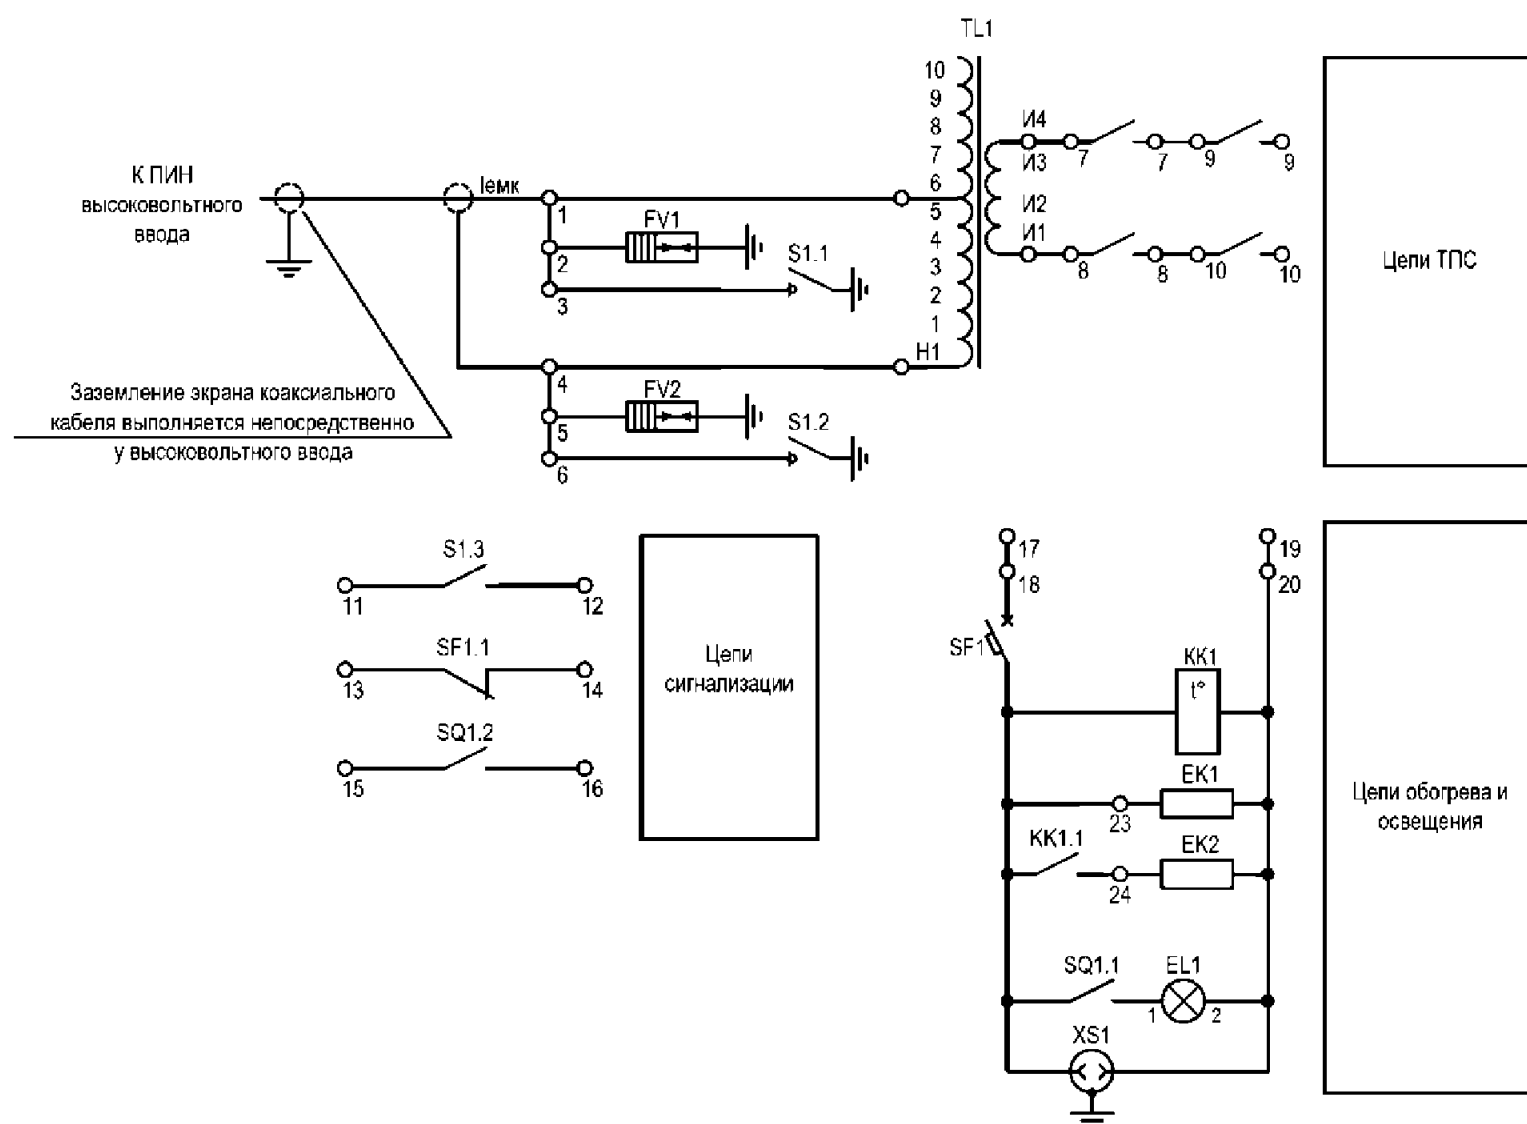 TL1
10
9
8
7
6
5
4
3
2
1
Н1
И4
И3
И2
И1
7
7
9
9
8
8
10
10
Цепи ТПС
К ПИН
высоковольтного
ввода
Iемк
1
2
3
FV1
S1.1
4
5
6
FV2
S1.2
Заземление экрана коаксиального
кабеля выполняется непосредственно
у высоковольтного ввода
S1.3
11
12
SF1.1
13
14
SQ1.2
15
16
Цепи
сигнализации
17
18
19
20
SF1
KK1
t°
EK1
23
KK1.1
EK2
24
SQ1.1
EL1
1
2
XS1
Цепи обогрева и
освещения